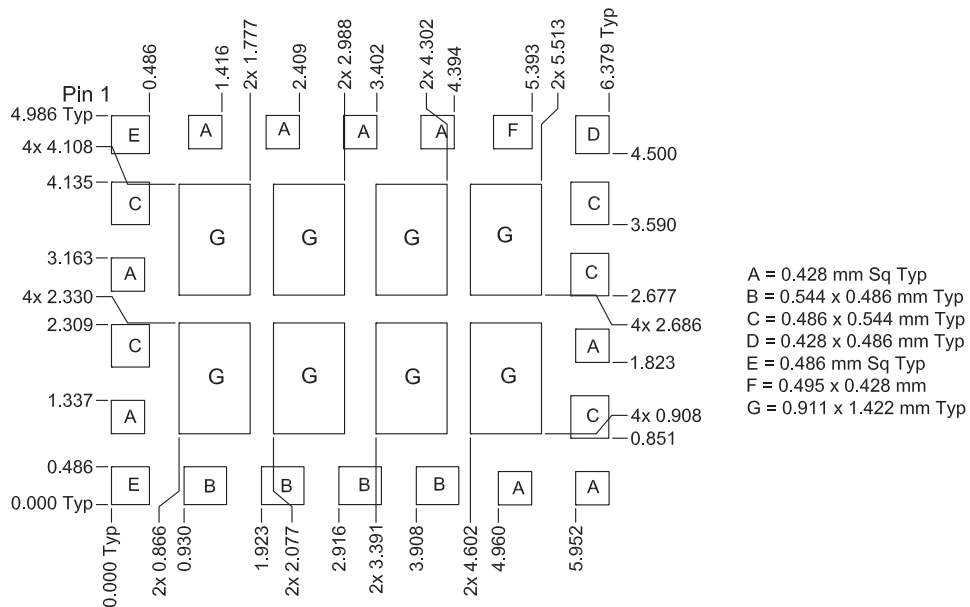 0.486
1.416
2x 1.777
2.409
2x 2.988
3.402
2x 4.302
4.394
5.393
2x 5.513
6.379 Typ
Pin 1
4.986 Typ
E
A
A
A
A
F
D
4x 4.108
4.500
4.135
C
C
3.590
G
G
G
G
3.163
A
C
4x 2.330
2.677
2.309
4x 2.686
C
A
1.823
G
G
G
G
1.337
A
C
4x 0.908
0.851
0.486
E
B
B
B
B
A
A
0.000 Typ
0.000 Typ
2x 0.866
0.930
1.923
2x 2.077
2.916
2x 3.391
3.908
2x 4.602
4.960
5.952
A = 0.428 mm Sq Typ
B = 0.544 x 0.486 mm Typ
C = 0.486 x 0.544 mm Typ
D = 0.428 x 0.486 mm Typ
E = 0.486 mm Sq Typ
F = 0.495 x 0.428 mm
G = 0.911 x 1.422 mm Typ